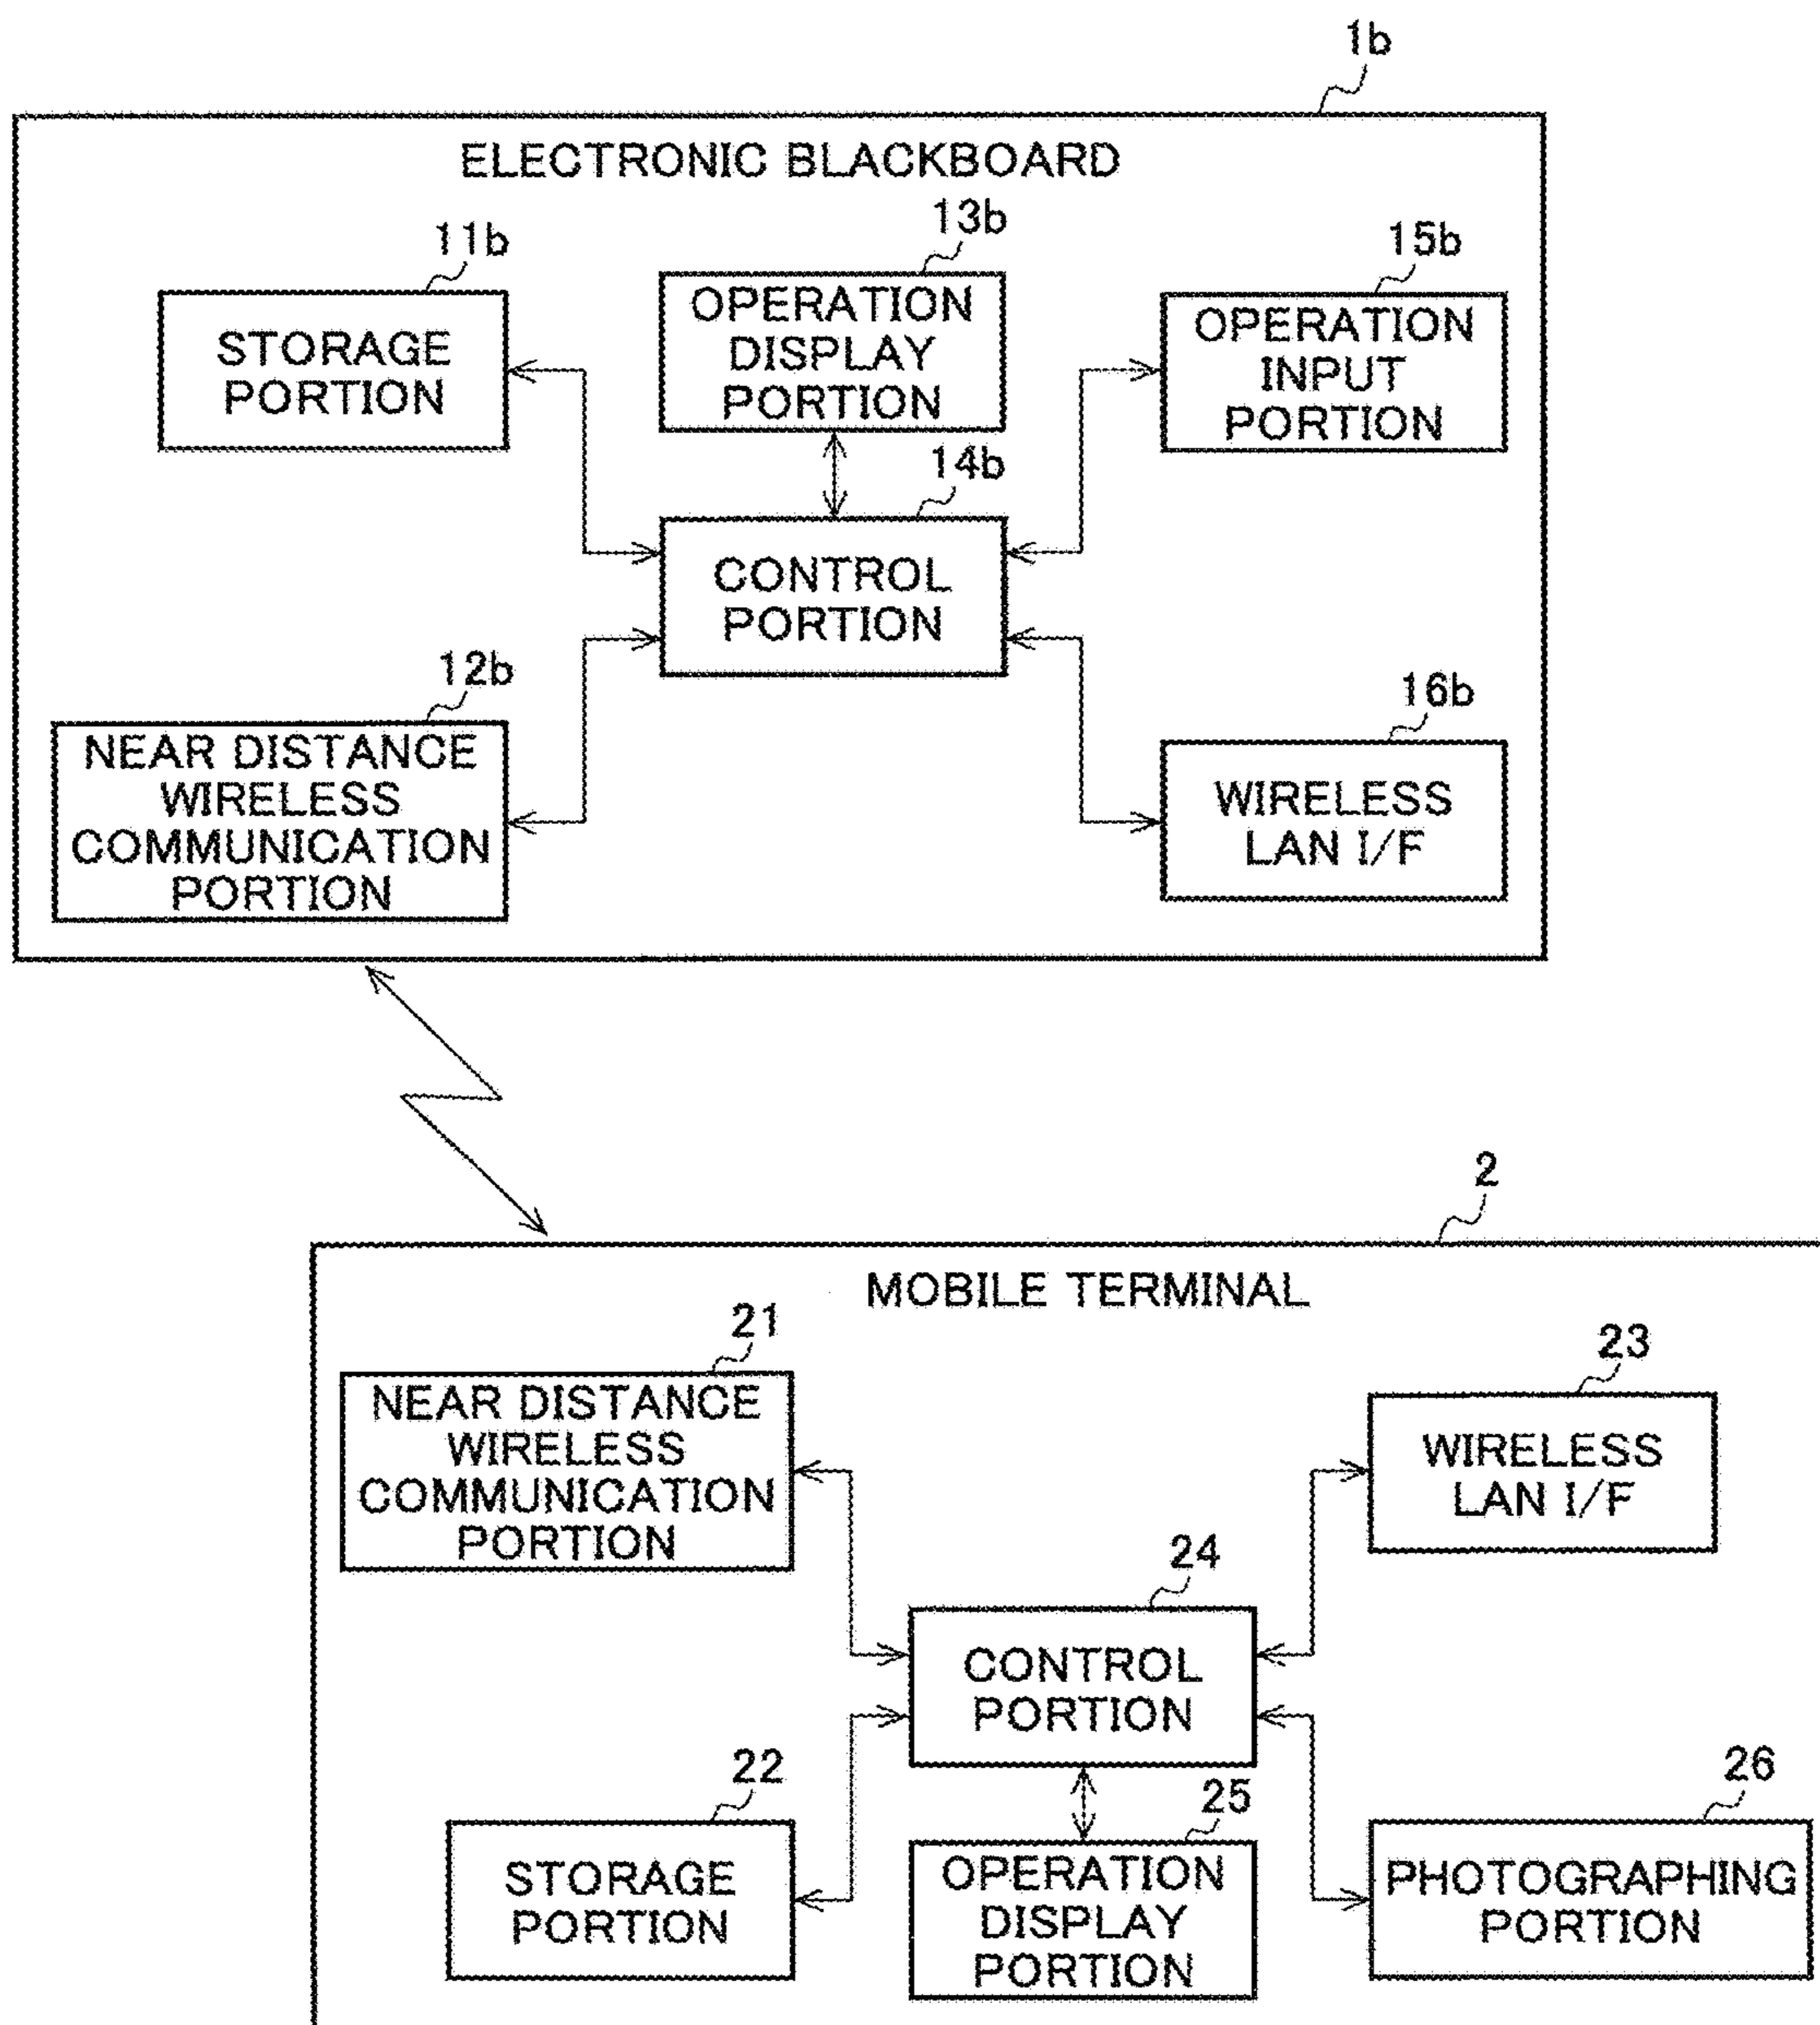 1b
ELECTRONIC BLACKBOARD
11b
STORAGE
PORTION
13b
OPERATION
DISPLAY
PORTION
15b
OPERATION
INPUT
PORTION
14b
CONTROL
PORTION
12b
NEAR DISTANCE
WIRELESS
COMMUNICATION
PORTION
16b
WIRELESS
LAN I/F
2
MOBILE TERMINAL
21
NEAR DISTANCE
WIRELESS
COMMUNICATION
PORTION
23
WIRELESS
LAN I/F
24
CONTROL
PORTION
22
STORAGE
PORTION
25
OPERATION
DISPLAY
PORTION
26
PHOTOGRAPHING
PORTION